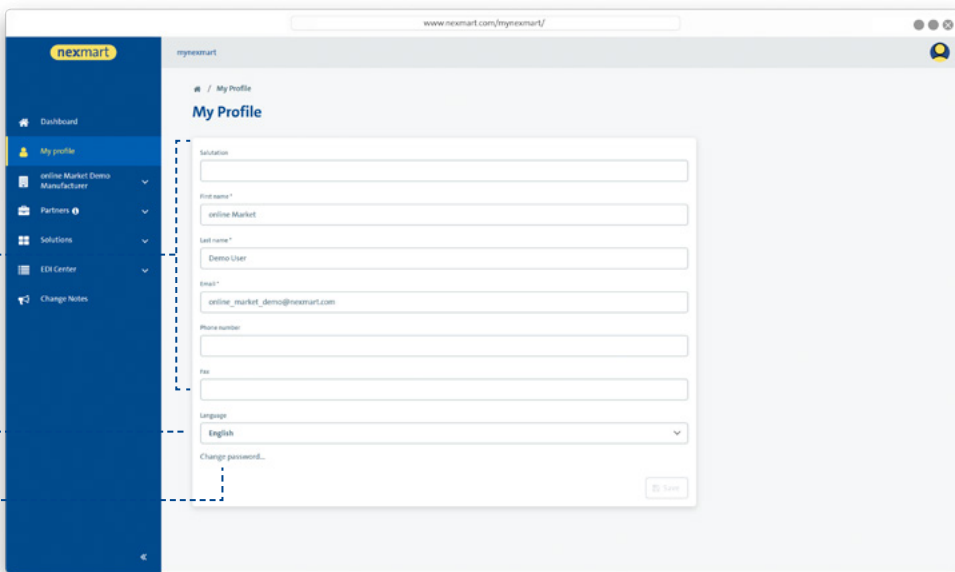 www.nexmart.com/mynexmart/
nexmart
mynexmart
My Profile
My Profile
Dashboard
My profile
online Market Demo
Manufacturer
Partners
Solutions
EDI Center
Change Notes
Salutation
First name *
online Market
Last name *
Demo User
Email *
online_market_demo@nexmart.com
Phone number
Fax
Language
English
Change password...
Save